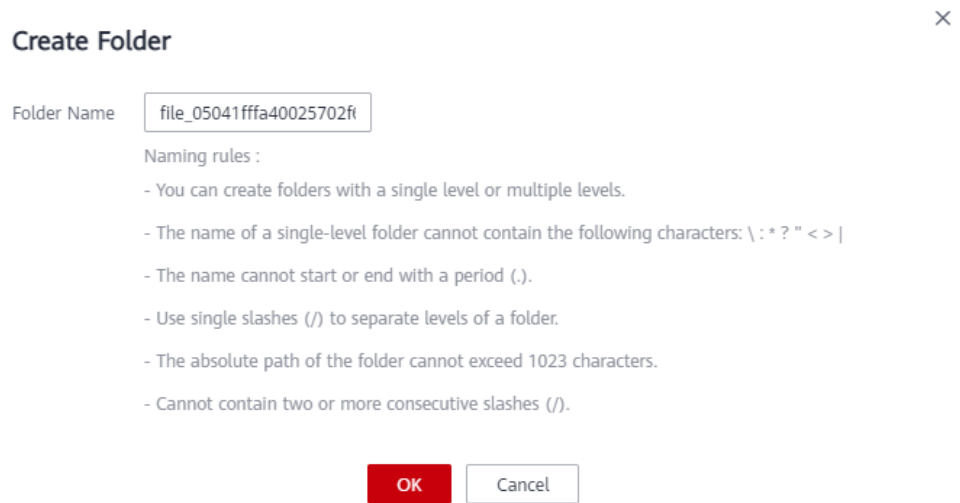 Create Folder
Folder Name file_05041fffa40025702f
Naming rules :
- You can create folders with a single level or multiple levels.
- The name of a single-level folder cannot contain the following characters: \ : * ? " < > |
- The name cannot start or end with a period (.).
- Use single slashes (/) to separate levels of a folder.
- The absolute path of the folder cannot exceed 1023 characters.
- Cannot contain two or more consecutive slashes (/).
OK Cancel